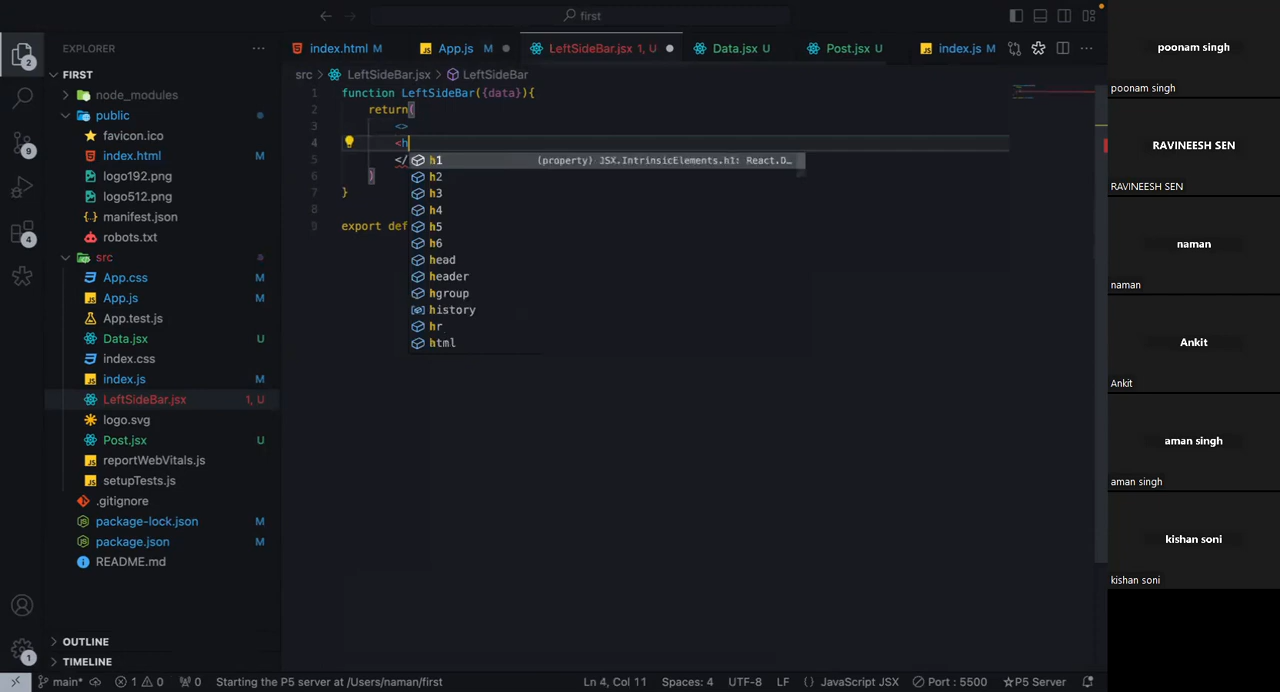 first
EXPLORER
index.html M
App.js M
LeftSideBar.jsx 1, U
Data.jsx U
Post.jsx U
index.js M
src > LeftSideBar.jsx > LeftSideBar
FIRST
node_modules
public
favicon.ico
index.html M
logo192.png
logo512.png
manifest.json
robots.txt
src
App.css M
App.js M
App.test.js
Data.jsx U
index.css
index.js M
LeftSideBar.jsx 1, U
logo.svg
Post.jsx U
reportWebVitals.js
setupTests.js
.gitignore
package-lock.json M
package.json M
README.md
OUTLINE
TIMELINE
2
9
4
1
1 function LeftSideBar({data}){
2 return(
3 <>
4 <h
5 </
6 )
7 }
8
9 export def
h1 (property) JSX.IntrinsicElements.h1: React.D…
h2
h3
h4
h5
h6
head
header
hgroup
history
hr
html
poonam singh
poonam singh
RAVINEESH SEN
RAVINEESH SEN
naman
naman
Ankit
Ankit
aman singh
aman singh
kishan soni
kishan soni
main* 1 0 0 Starting the P5 server at /Users/naman/first Ln 4, Col 11 Spaces: 4 UTF-8 LF JavaScript JSX Port : 5500 P5 Server